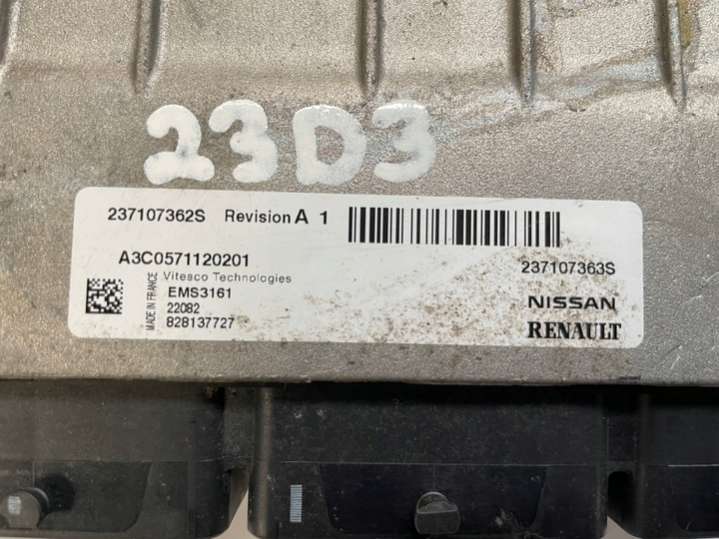 23D3
237107362S Revision A 1
A3C0571120201
237107363S
Vitesco Technologies
MADE IN FRANCE
EMS3161
NISSAN
22082
828137727
RENAULT